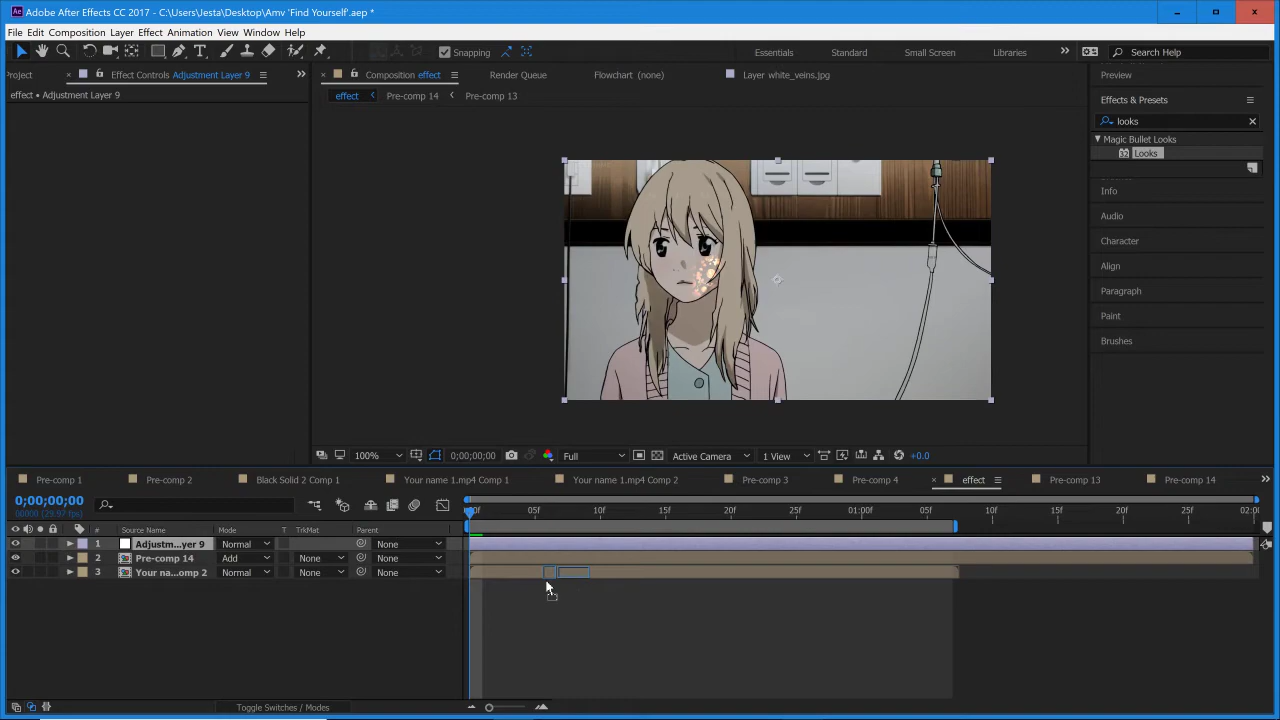 Adobe After Effects CC 2017 - C:\Users\Jesta\Desktop\Amv 'Find Yourself'.aep *
File Edit Composition Layer Effect Animation View Window Help
Snapping Essentials Standard Small Screen Libraries Search Help
Project Effect Controls Adjustment Layer 9 Composition effect Render Queue Flowchart (none) Layer white_veins.jpg Preview
effect • Adjustment Layer 9 effect Pre-comp 14 Pre-comp 13 Effects & Presets
looks
Magic Bullet Looks
32 Looks
Info
Audio
Character
Align
Paragraph
Paint
Brushes
100% 0;00;00;00 Full Active Camera 1 View +0.0
Pre-comp 1 Pre-comp 2 Black Solid 2 Comp 1 Your name 1.mp4 Comp 1 Your name 1.mp4 Comp 2 Pre-comp 3 Pre-comp 4 effect Pre-comp 13 Pre-comp 14
0;00;00;00
00000 (29.97 fps)
:00f 05f 10f 15f 20f 25f 01:00f 05f 10f 15f 20f 25f 02:0
# Source Name Mode T TrkMat Parent
1 Adjustm...yer 9 Normal None
2 Pre-comp 14 Add None None
3 Your na...omp 2 Normal None None
Toggle Switches / Modes